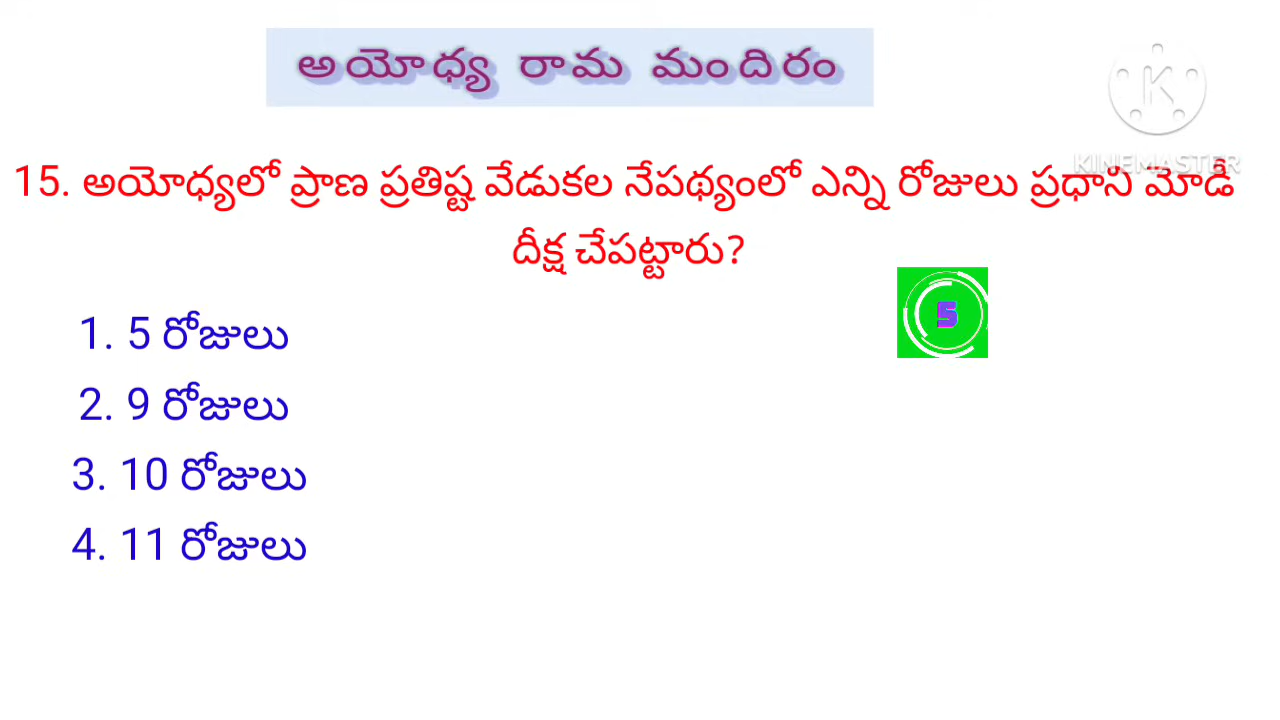 అయోధ్య రామ మందిరం
KINEMASTER
15. అయోధ్యలో ప్రాణ ప్రతిష్ట వేడుకల నేపథ్యంలో ఎన్ని రోజులు ప్రధాని మోడీ
దీక్ష చేపట్టారు?
5
1. 5 రోజులు
2. 9 రోజులు
3. 10 రోజులు
4. 11 రోజులు